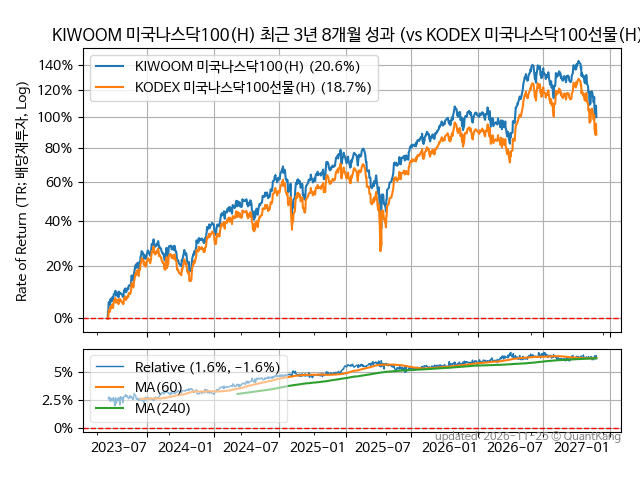 KIWOOM 미국나스닥100(H) 최근 3년 8개월 성과 (vs KODEX 미국나스닥100선물(H)
Rate of Return (TR: 배당재투자, Log)
140%
120%
100%
80%
60%
40%
20%
0%
KIWOOM 미국나스닥100(H) (20.6%)
KODEX 미국나스닥100선물(H) (18.7%)
5%
2.5%
0%
Relative (1.6%, −1.6%)
MA(60)
MA(240)
2023−07 2024−01 2024−07 2025−01 2025−07 2026−01 2026−07 2027−01
updated: 2026−11−25 © QuantKang